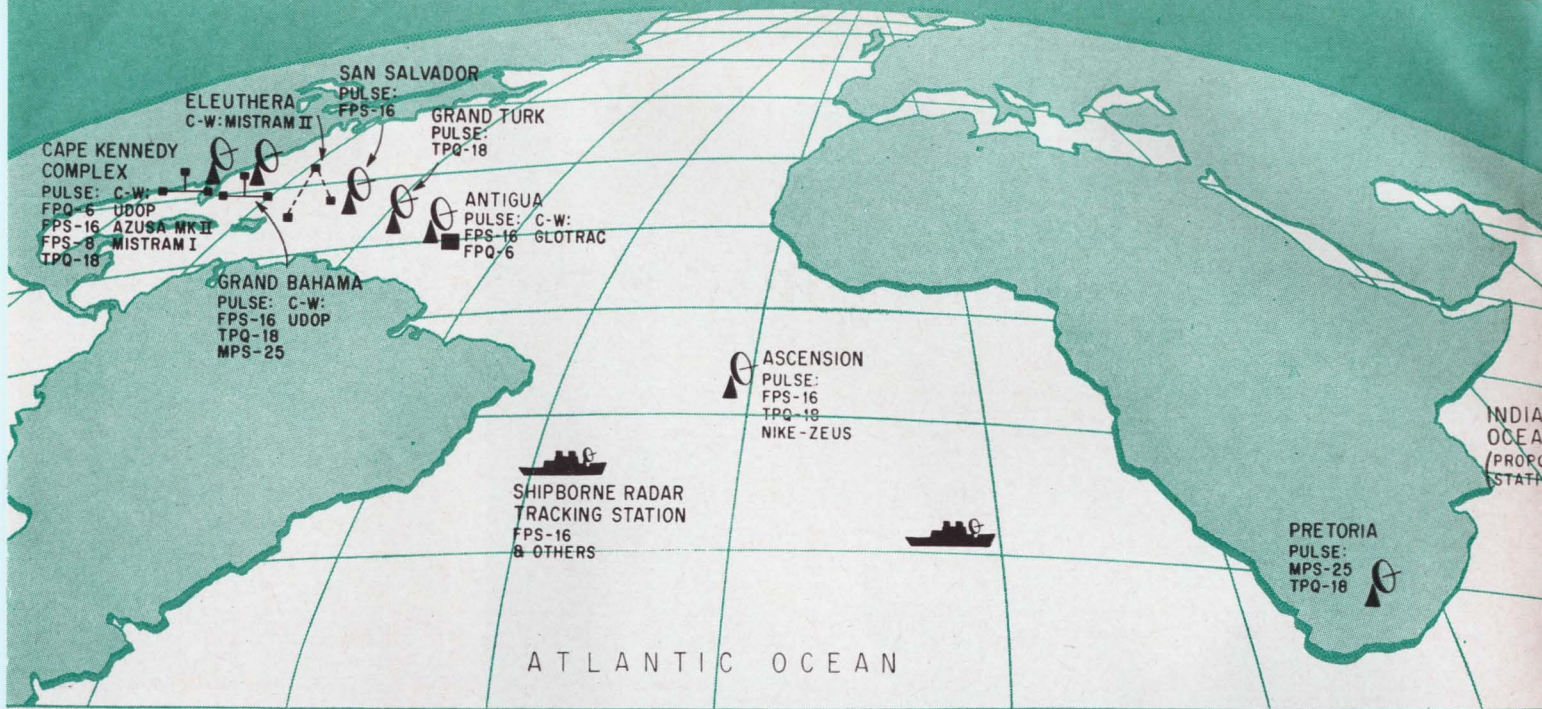 SAN SALVADOR
PULSE:
FPS-16
ELEUTHERA
C-W: MISTRAM II
GRAND TURK
PULSE:
TPQ-18
CAPE KENNEDY
COMPLEX
PULSE: C-W:
FPQ-6 UDOP
FPS-16 AZUSA MK II
FPS-8 MISTRAM I
TPQ-18
ANTIGUA
PULSE: C-W:
FPS-16 GLOTRAC
FPQ-6
GRAND BAHAMA
PULSE: C-W:
FPS-16 UDOP
TPQ-18
MPS-25
ASCENSION
PULSE:
FPS-16
TPQ-18
NIKE-ZEUS
SHIPBORNE RADAR
TRACKING STATION
FPS-16
& OTHERS
INDIA
OCEA
(PROPO
STATI
PRETORIA
PULSE:
MPS-25
TPQ-18
ATLANTIC OCEAN